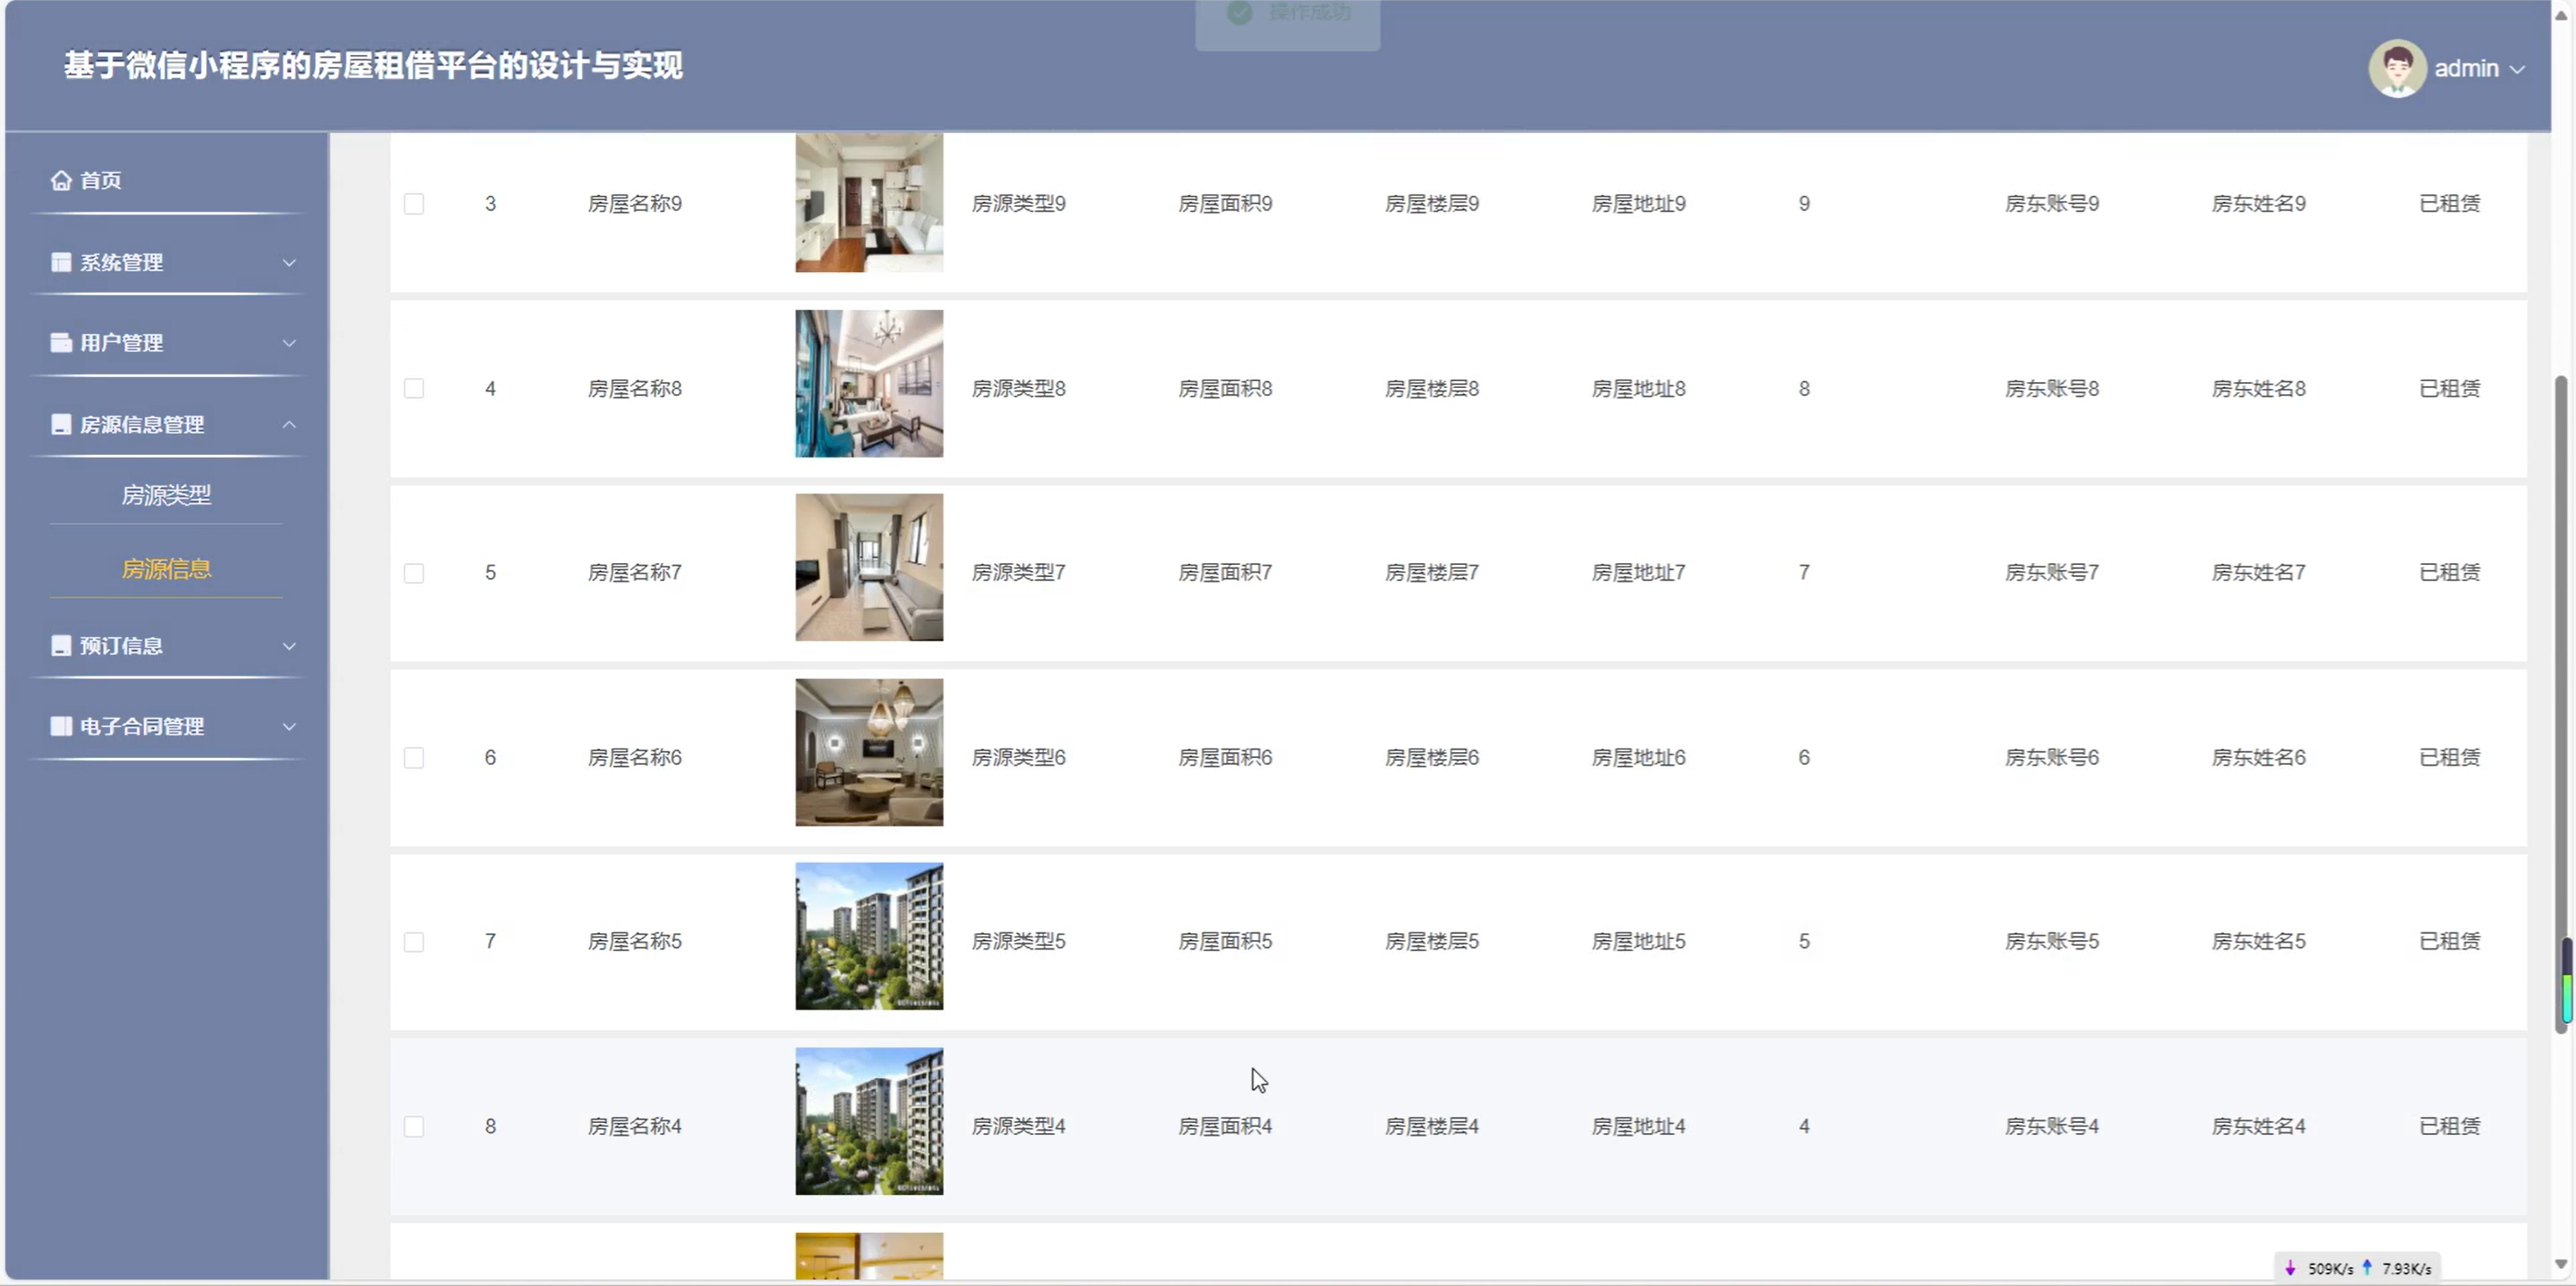 操作成功
基于微信小程序的房屋租借平台的设计与实现
admin
首页
系统管理
用户管理
房源信息管理
房源类型
房源信息
预订信息
电子合同管理
3 房屋名称9 房源类型9 房屋面积9 房屋楼层9 房屋地址9 9 房东账号9 房东姓名9 已租赁
4 房屋名称8 房源类型8 房屋面积8 房屋楼层8 房屋地址8 8 房东账号8 房东姓名8 已租赁
5 房屋名称7 房源类型7 房屋面积7 房屋楼层7 房屋地址7 7 房东账号7 房东姓名7 已租赁
6 房屋名称6 房源类型6 房屋面积6 房屋楼层6 房屋地址6 6 房东账号6 房东姓名6 已租赁
7 房屋名称5 房源类型5 房屋面积5 房屋楼层5 房屋地址5 5 房东账号5 房东姓名5 已租赁
8 房屋名称4 房源类型4 房屋面积4 房屋楼层4 房屋地址4 4 房东账号4 房东姓名4 已租赁
509K/s 7.93K/s